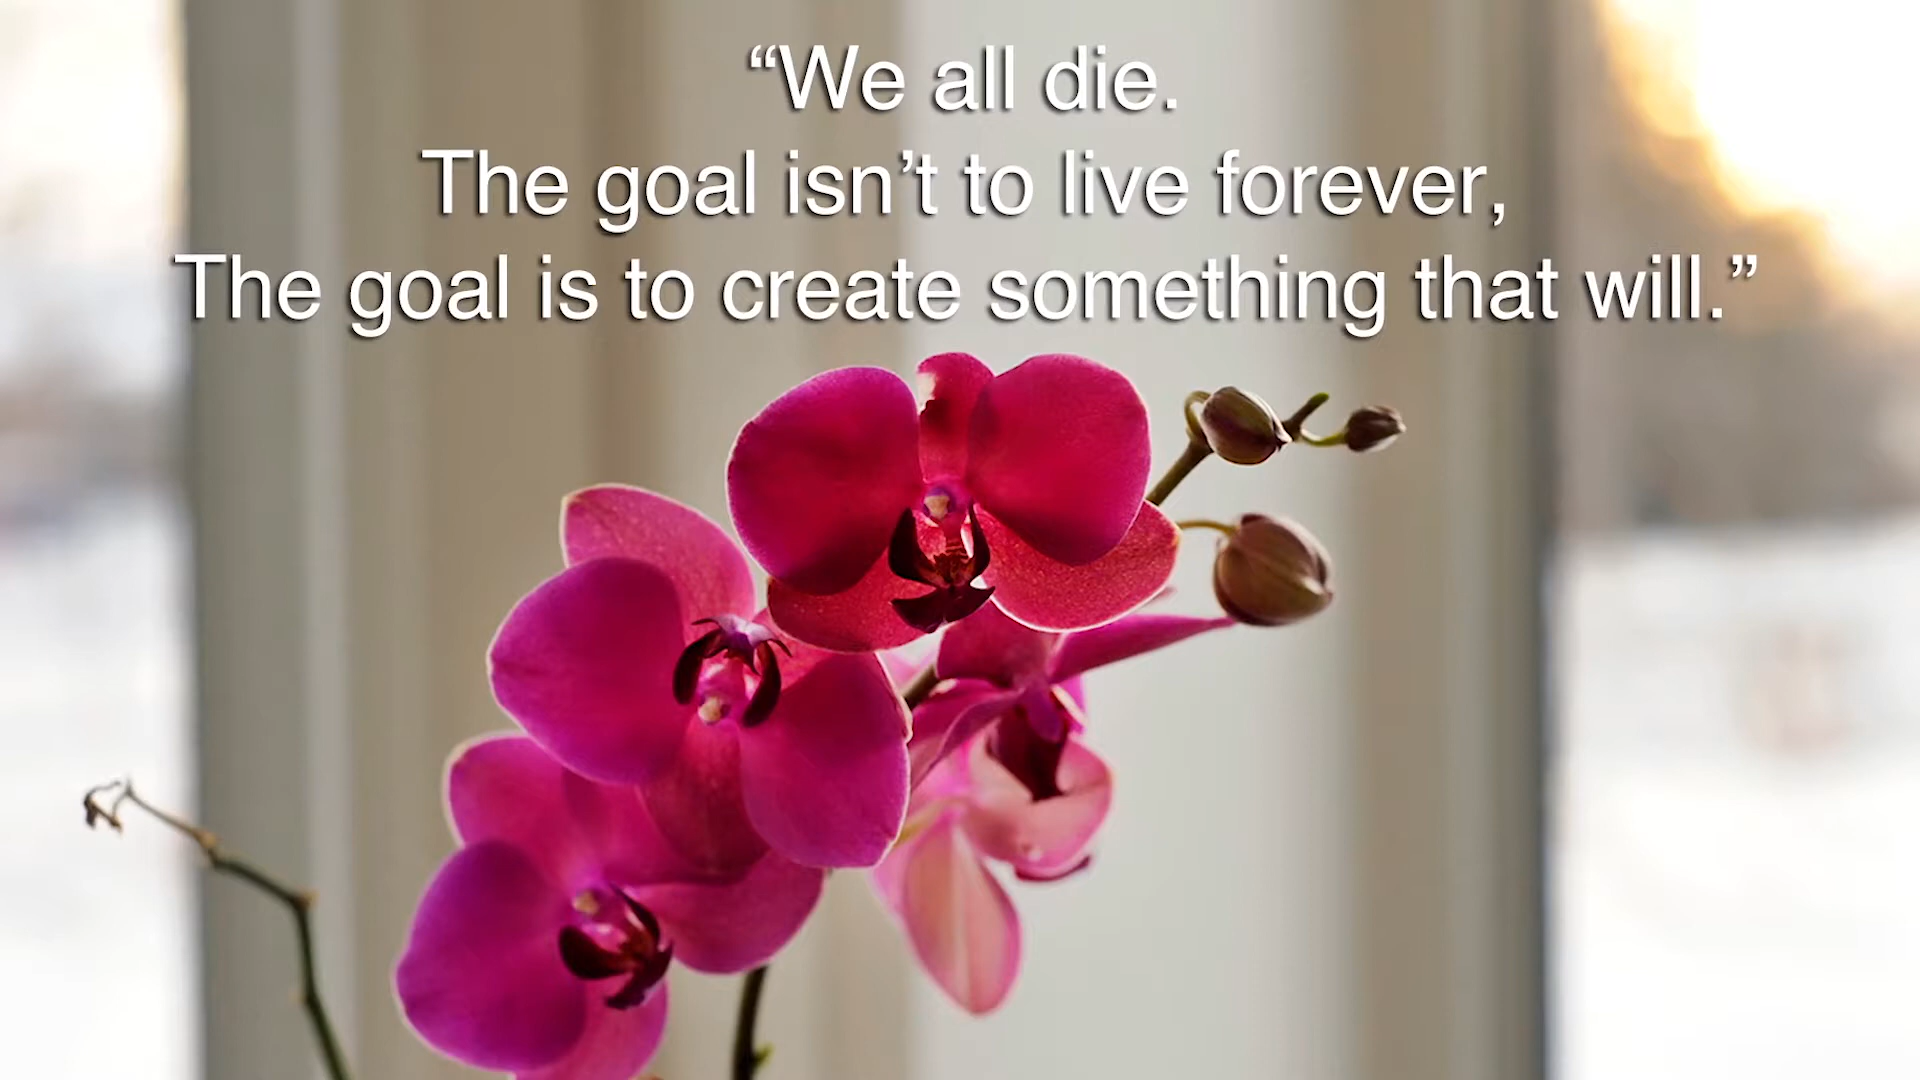 “We all die.
The goal isn’t to live forever,
The goal is to create something that will.”